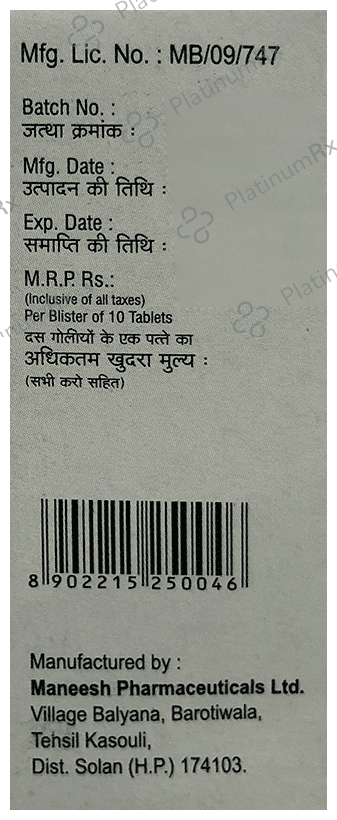 Mfg. Lic. No. : MB/09/747
Batch No. :
जत्था क्रमांक :
Mfg. Date :
उत्पादन की तिथि :
Exp. Date :
समाप्ति की तिथि :
M.R.P. Rs.:
(Inclusive of all taxes)
Per Blister of 10 Tablets
दस गोलीयों के एक पत्ते का
अधिकतम खुदरा मुल्य :
(सभी करो सहित)
8 902215 250046
Manufactured by :
Maneesh Pharmaceuticals Ltd.
Village Balyana, Barotiwala,
Tehsil Kasouli,
Dist. Solan (H.P.) 174103.
PlatinumRx
PlatinumRx